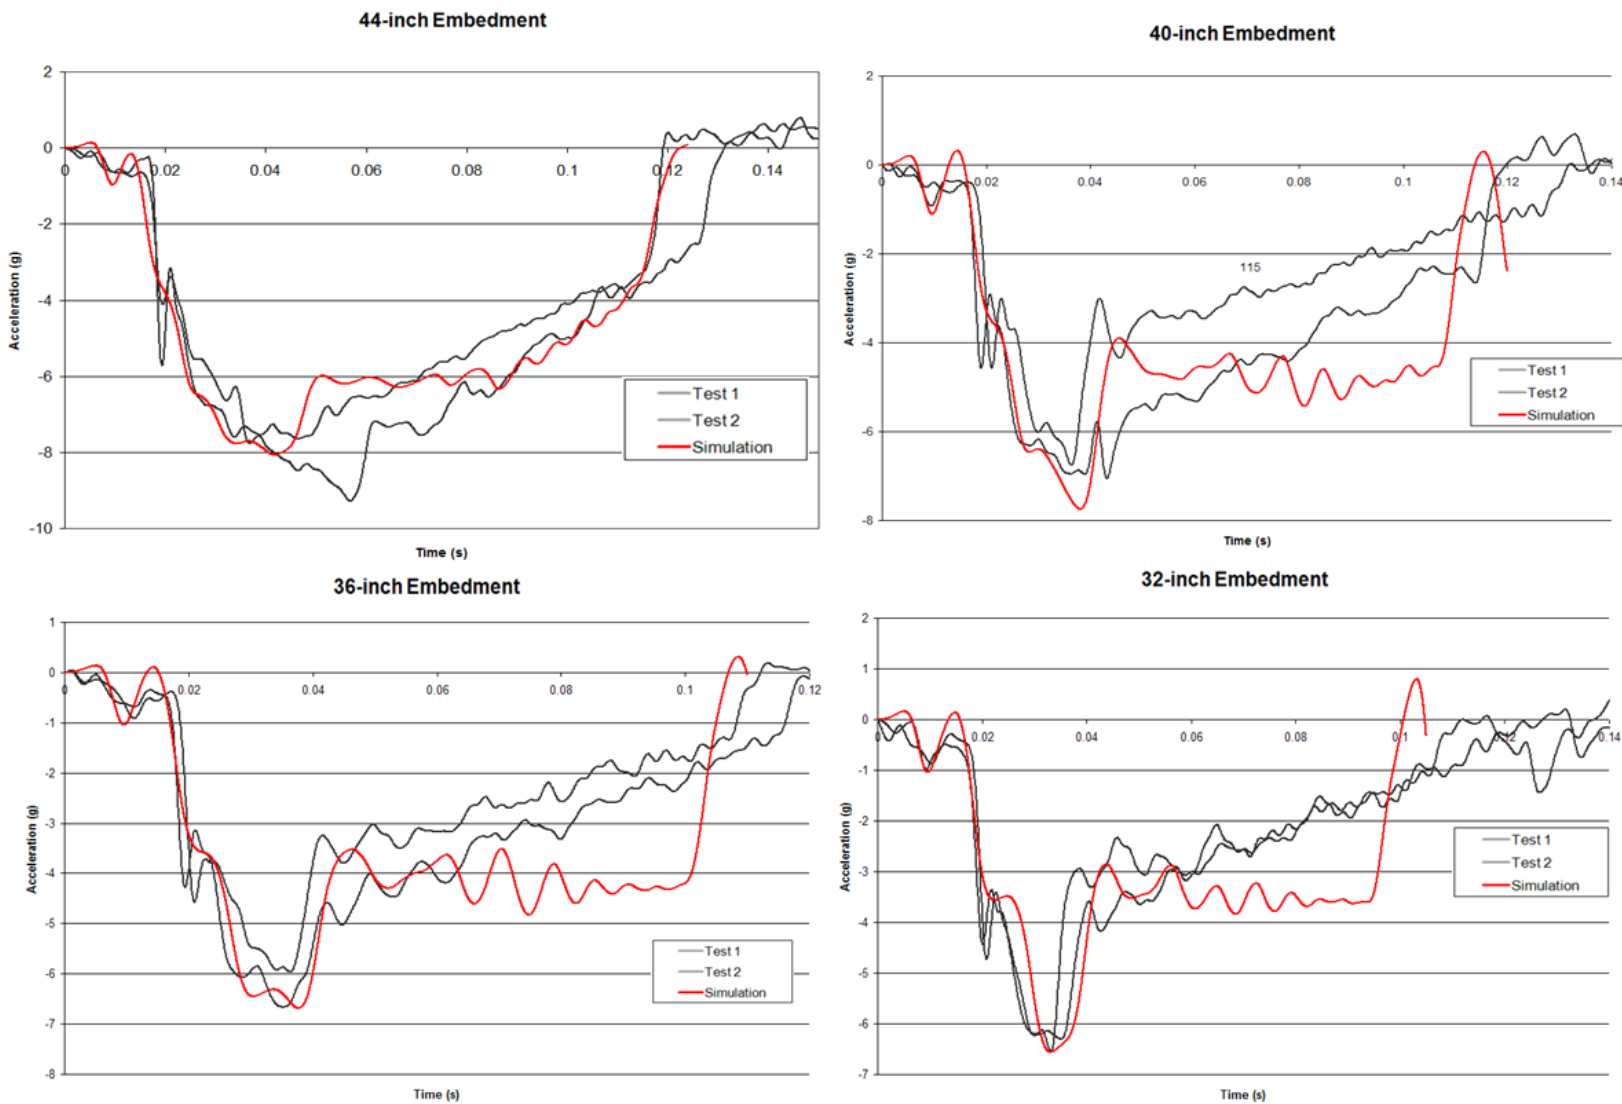 44-inch Embedment
2
0
-2
-4
-6
-8
-10
0
0.02
0.04
0.06
0.08
0.1
0.12
0.14
Acceleration (g)
Time (s)
Test 1
Test 2
Simulation
40-inch Embedment
2
0
-2
-4
-6
-8
0
0.02
0.04
0.06
0.08
0.1
0.12
0.14
115
Acceleration (g)
Time (s)
Test 1
Test 2
Simulation
36-inch Embedment
1
0
-1
-2
-3
-4
-5
-6
-7
-8
0
0.02
0.04
0.06
0.08
0.1
0.12
Acceleration (g)
Time (s)
Test 1
Test 2
Simulation
32-inch Embedment
2
1
0
-1
-2
-3
-4
-5
-6
-7
0
0.02
0.04
0.06
0.08
0.1
0.12
0.14
Acceleration (g)
Time (s)
Test 1
Test 2
Simulation